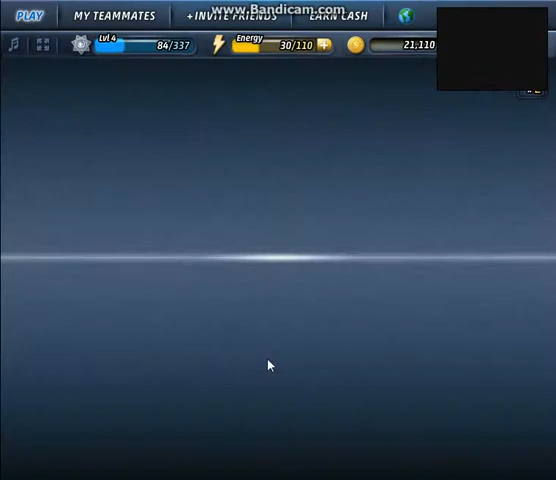 www.Bandicam.com
PLAY MY TEAMMATES +INVITE FRIENDS EARN CASH
Lvl 4 84/337 Energy 30/110 21,110